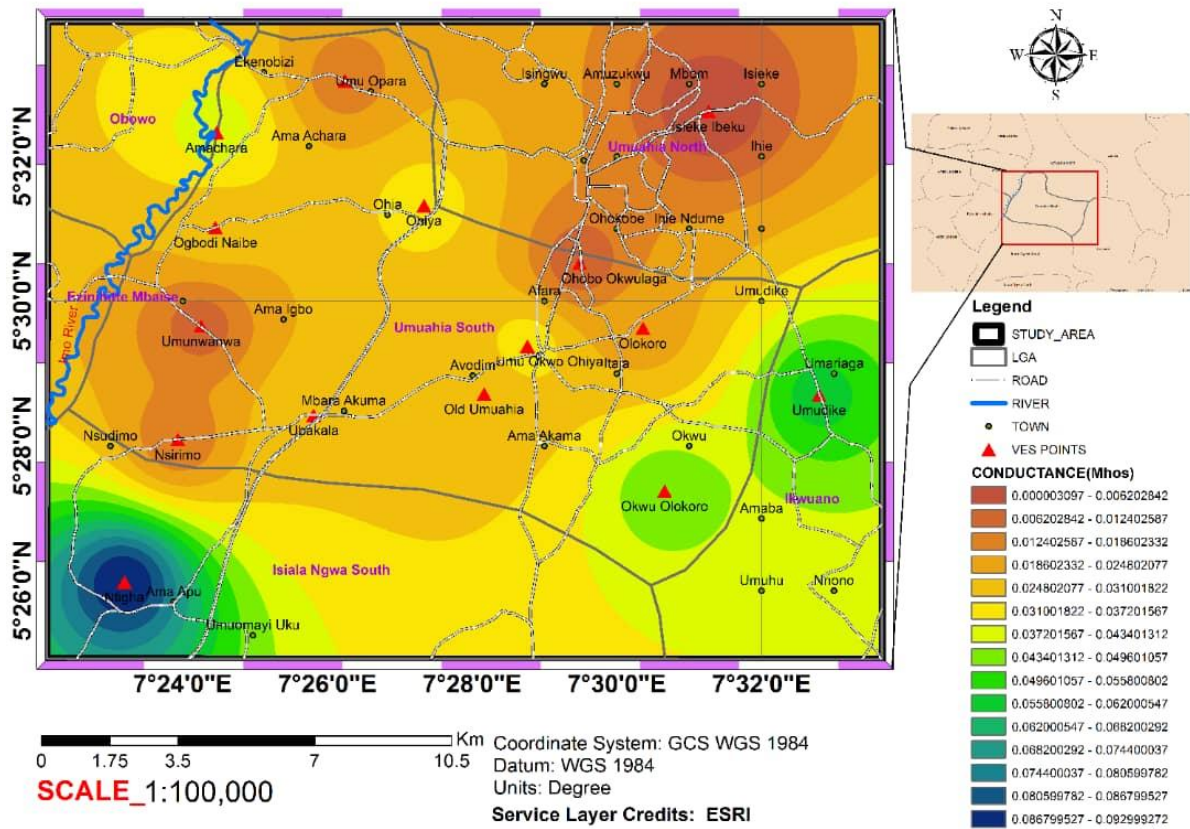 N
W E
S
Ekenobizi
Umu Opara
Isingwu
Amuzukwu
Mbom
Isieke
Obowo
Amachara
Ama Achara
Isieke Ibeku
Umuahia North
Ihie
Ohia
Ohiya
Ogbodi Naibe
Ohokobe
Ihie Ndume
Ohobo Okwulaga
Ezinihitte Mbaise
Imo River
Ama Igbo
Afara
Umudike
Umunwanwa
Umuahia South
Olokoro
Umu Okwo Ohiya
Itaja
Avodim
Umariaga
Mbara Akuma
Old Umuahia
Umudike
Ubakala
Nsudimo
Nsirimo
Ama Akama
Okwu
Okwu Olokoro
Ikwuano
Amaba
Isiala Ngwa South
Ntigha
Ama Apu
Umuhu
Nnono
Umuomayi Uku
5°32'0"N
5°30'0"N
5°28'0"N
5°26'0"N
7°24'0"E 7°26'0"E 7°28'0"E 7°30'0"E 7°32'0"E
Legend
STUDY_AREA
LGA
ROAD
RIVER
TOWN
VES POINTS
CONDUCTANCE(Mhos)
0.000003097 - 0.006202842
0.006202842 - 0.012402587
0.012402587 - 0.018602332
0.018602332 - 0.024802077
0.024802077 - 0.031001822
0.031001822 - 0.037201567
0.037201567 - 0.043401312
0.043401312 - 0.049601057
0.049601057 - 0.055800802
0.055800802 - 0.062000547
0.062000547 - 0.068200292
0.068200292 - 0.074400037
0.074400037 - 0.080599782
0.080599782 - 0.086799527
0.086799527 - 0.092999272
Km
0 1.75 3.5 7 10.5
SCALE_1:100,000
Coordinate System: GCS WGS 1984
Datum: WGS 1984
Units: Degree
Service Layer Credits: ESRI